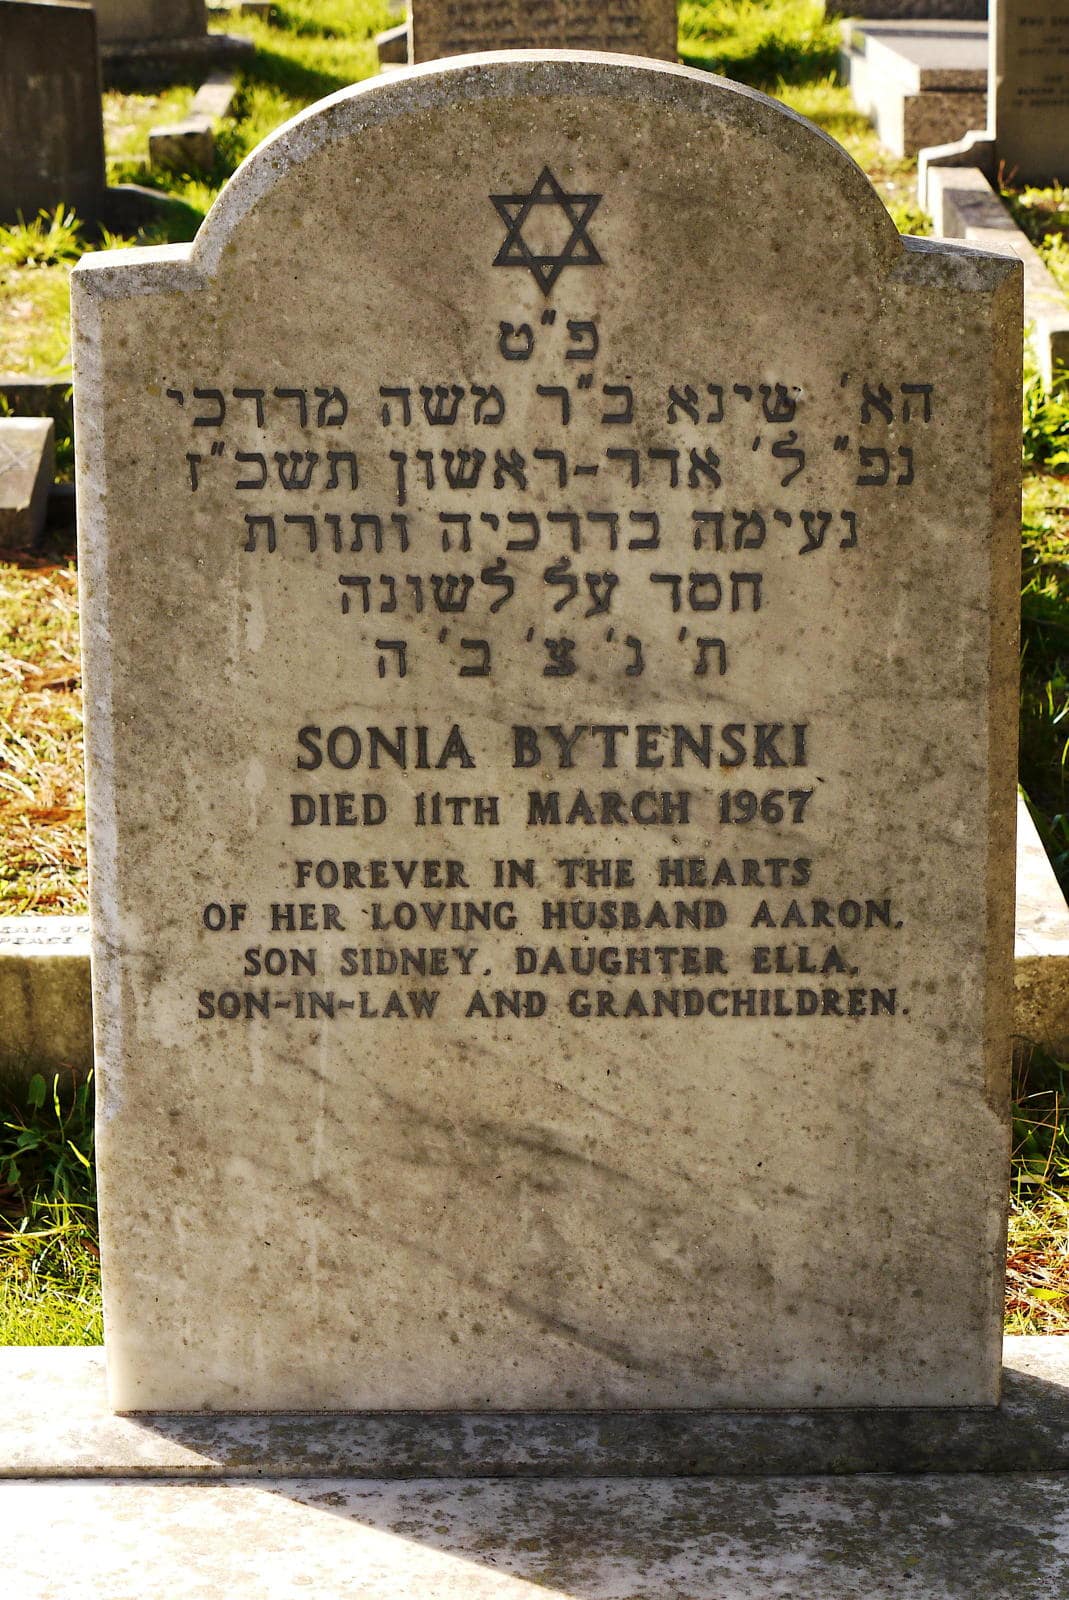 פ"ט
הא' שינא ב"ר משה מרדכי
נפ" ל' אדר-ראשון תשכ"ז
נעימה בדרכיה ותורת
חסד על לשונה
ת' נ' צ' ב' ה
SONIA BYTENSKI
DIED 11TH MARCH 1967
FOREVER IN THE HEARTS
OF HER LOVING HUSBAND AARON,
SON SIDNEY, DAUGHTER ELLA,
SON-IN-LAW AND GRANDCHILDREN.
PEACE